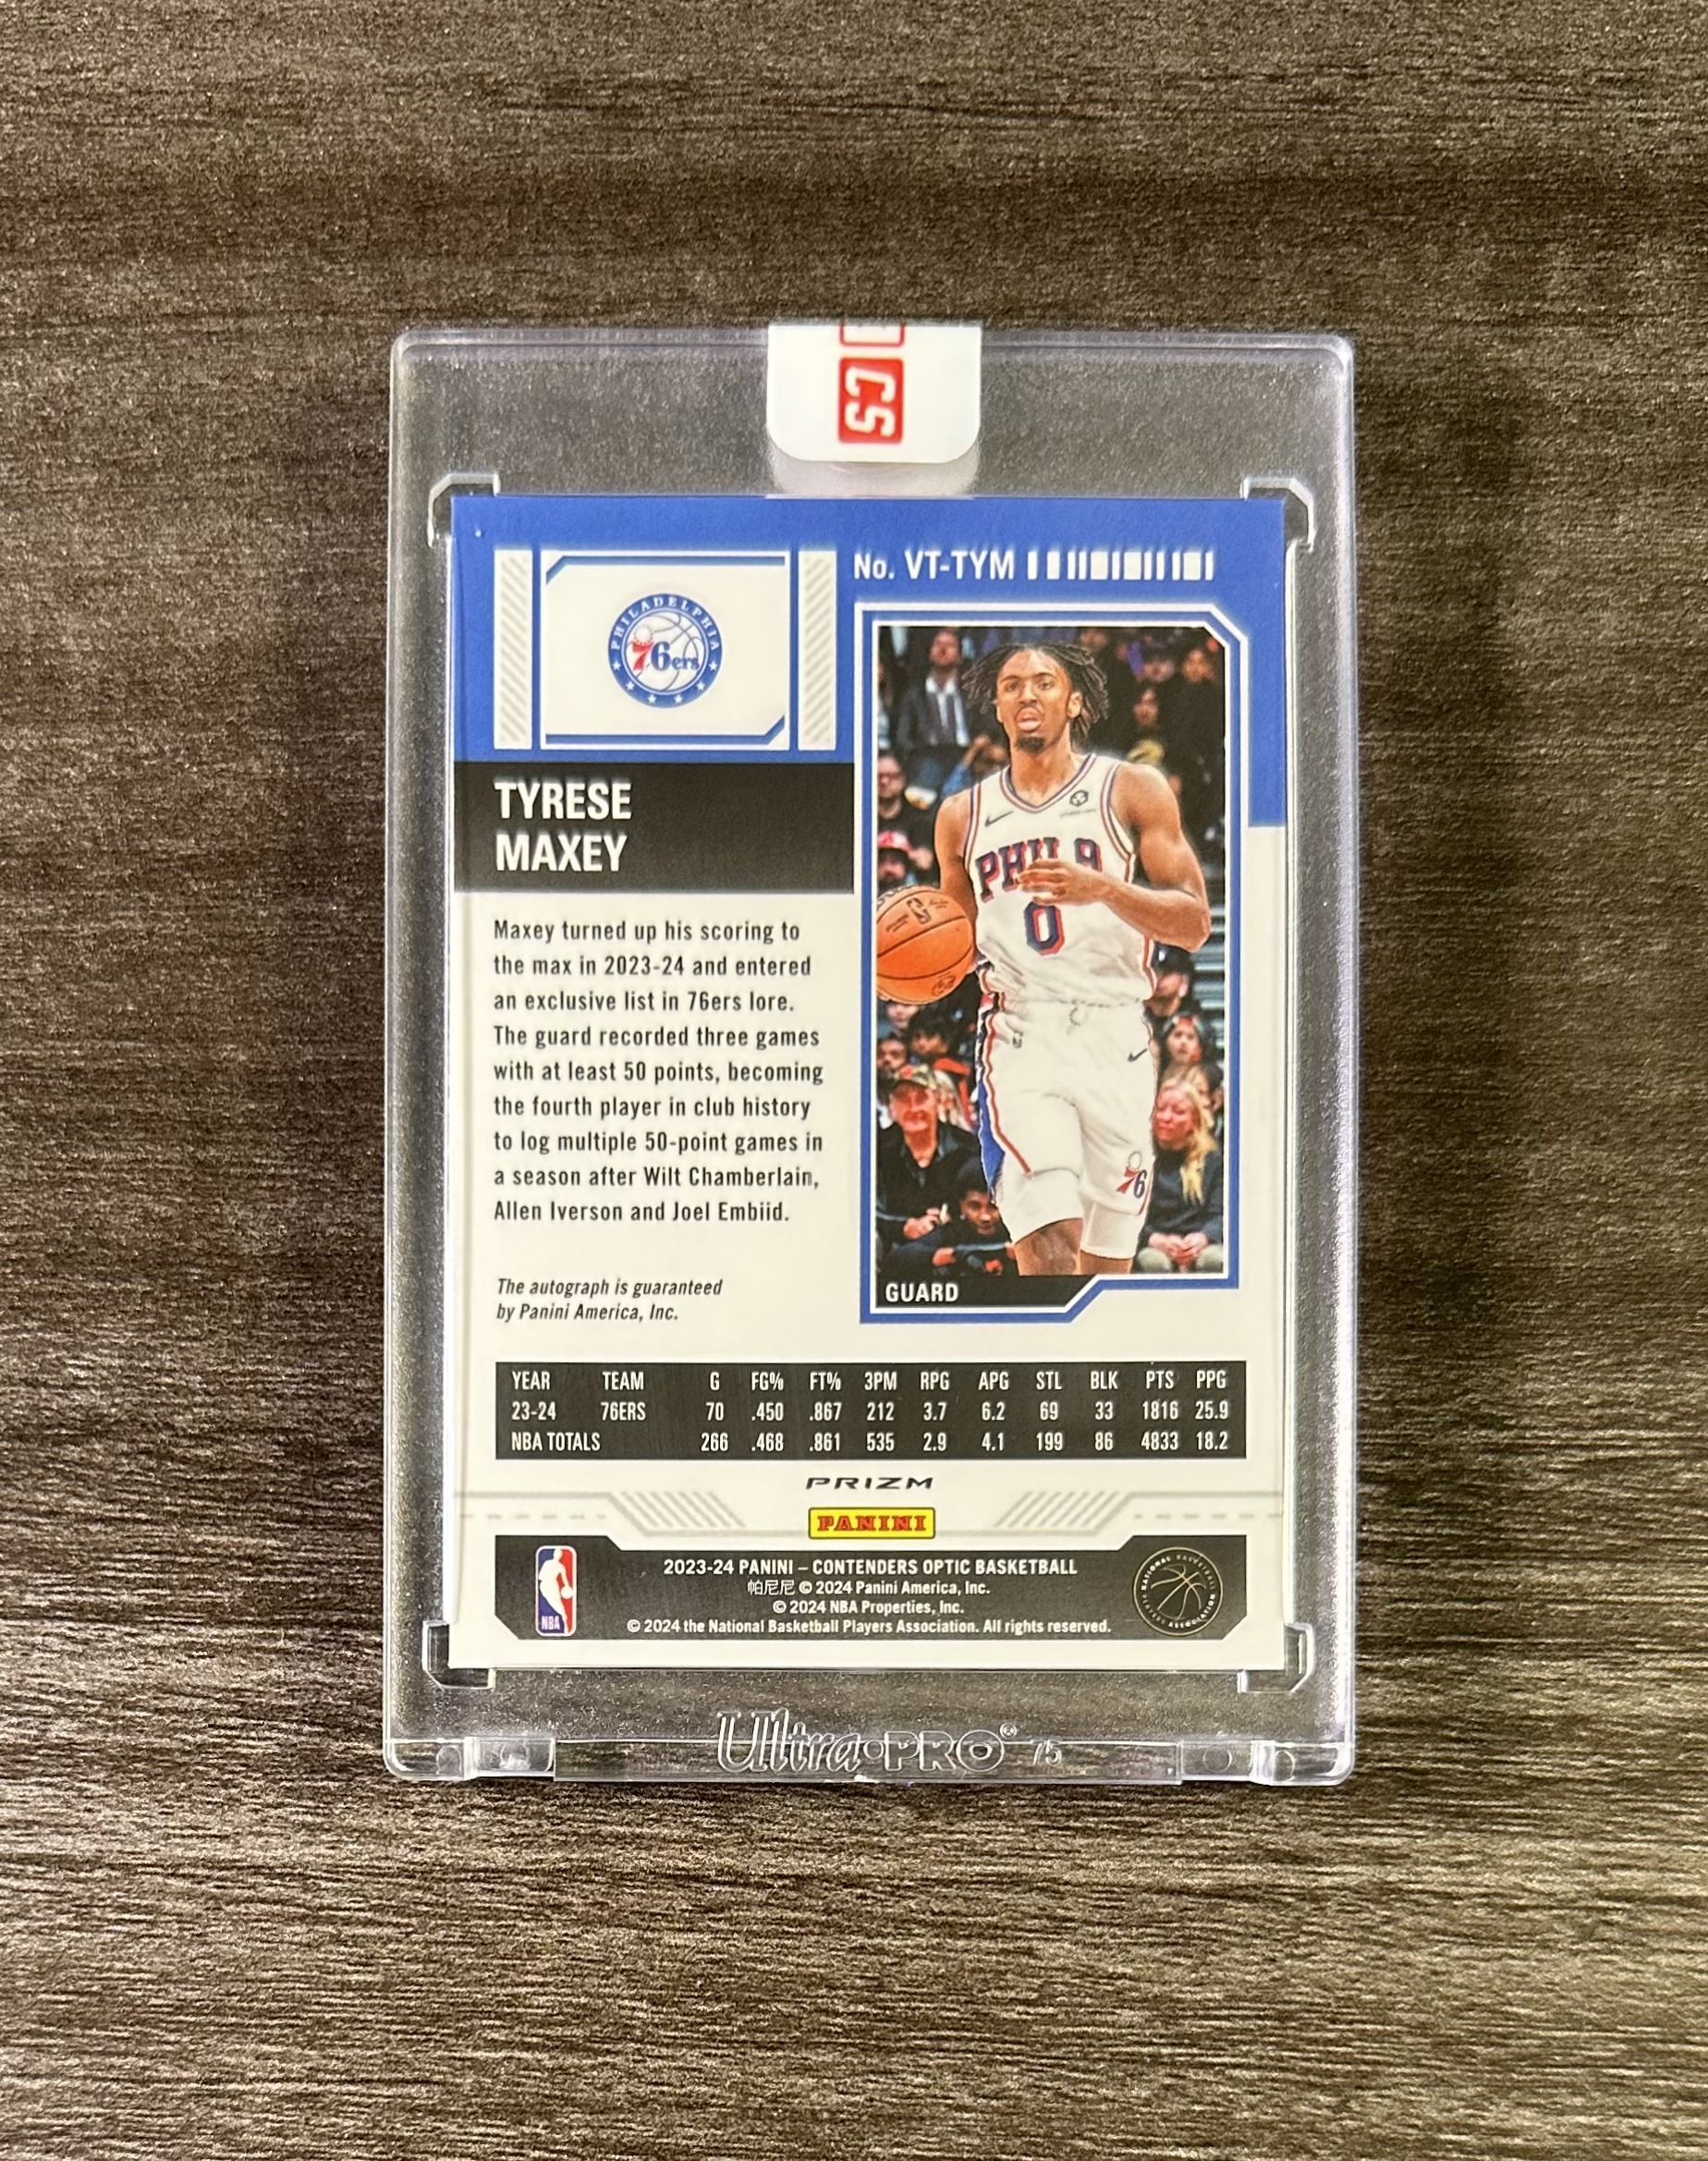 CS
No. VT-TYM
PHILADELPHIA
76ers
TYRESE
MAXEY
PHILA
0
76
Maxey turned up his scoring to
the max in 2023-24 and entered
an exclusive list in 76ers lore.
The guard recorded three games
with at least 50 points, becoming
the fourth player in club history
to log multiple 50-point games in
a season after Wilt Chamberlain,
Allen Iverson and Joel Embiid.
GUARD
The autograph is guaranteed
by Panini America, Inc.
YEAR TEAM G FG% FT% 3PM RPG APG STL BLK PTS PPG
23-24 76ERS 70 .450 .867 212 3.7 6.2 69 33 1816 25.9
NBA TOTALS 266 .468 .861 535 2.9 4.1 199 86 4833 18.2
PRIZM
PANINI
2023-24 PANINI – CONTENDERS OPTIC BASKETBALL
帕尼尼 © 2024 Panini America, Inc.
© 2024 NBA Properties, Inc.
© 2024 the National Basketball Players Association. All rights reserved.
NBA
NATIONAL BASKETBALL PLAYERS ASSOCIATION
Ultra•PRO® 75